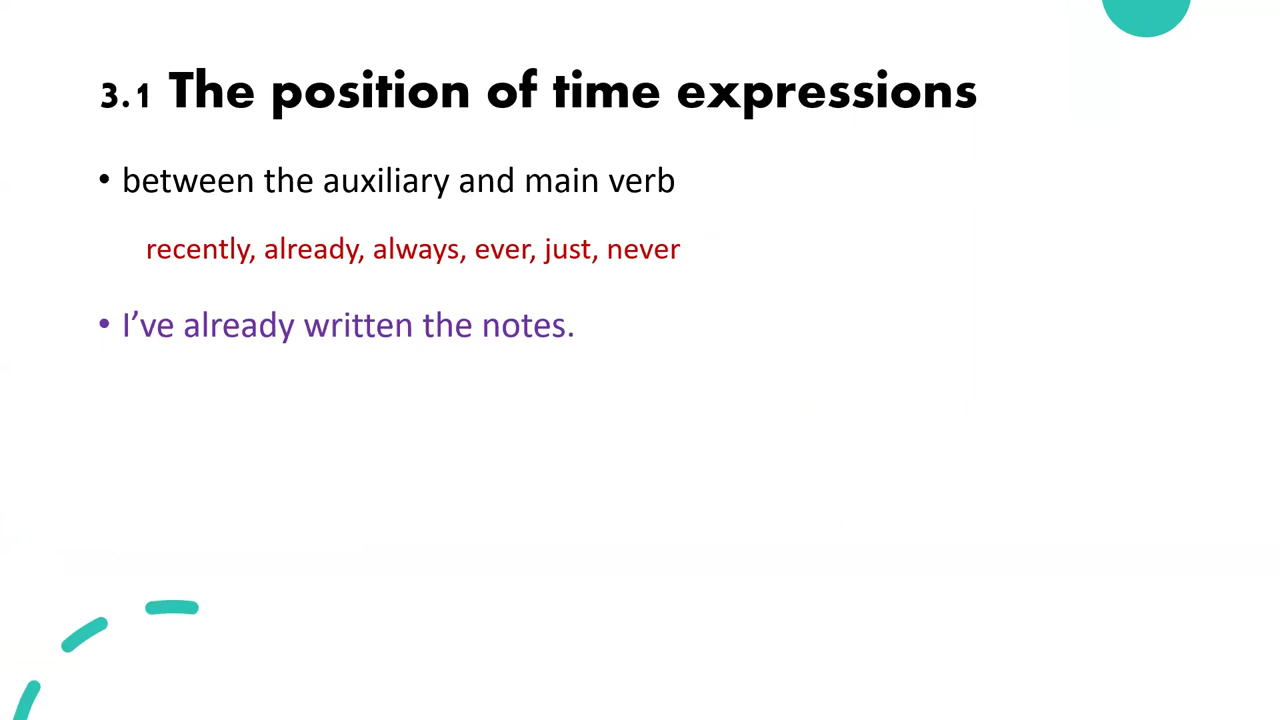 3.1 The position of time expressions
• between the auxiliary and main verb
recently, already, always, ever, just, never
• I’ve already written the notes.